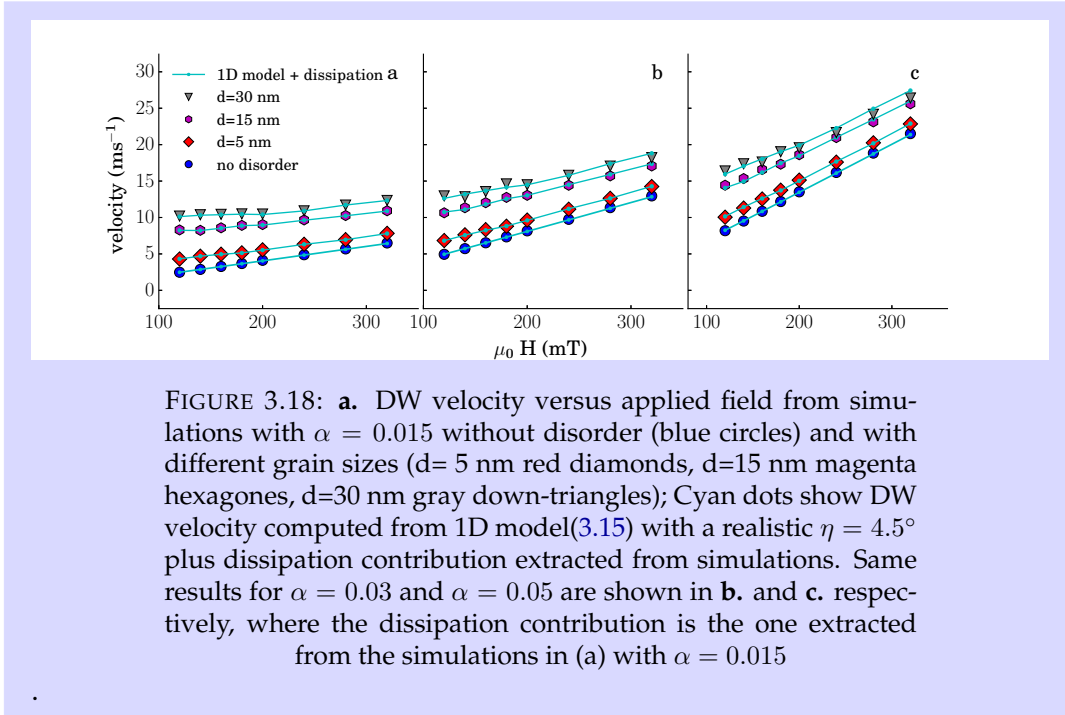 30
25
20
15
10
5
0
velocity (ms⁻¹)
1D model + dissipation
d=30 nm
d=15 nm
d=5 nm
no disorder
a
b
c
100 200 300
100 200 300
100 200 300
μ₀ H (mT)
FIGURE 3.18: a. DW velocity versus applied field from simu-
lations with α = 0.015 without disorder (blue circles) and with
different grain sizes (d= 5 nm red diamonds, d=15 nm magenta
hexagones, d=30 nm gray down-triangles); Cyan dots show DW
velocity computed from 1D model(3.15) with a realistic η = 4.5°
plus dissipation contribution extracted from simulations. Same
results for α = 0.03 and α = 0.05 are shown in b. and c. respec-
tively, where the dissipation contribution is the one extracted
from the simulations in (a) with α = 0.015
.